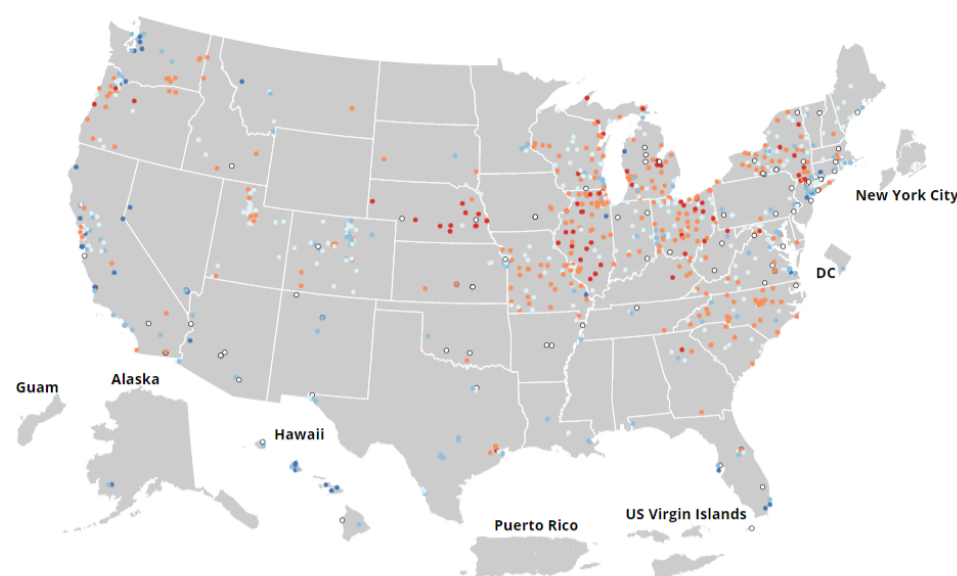 New York City
DC
Guam
Alaska
Hawaii
US Virgin Islands
Puerto Rico